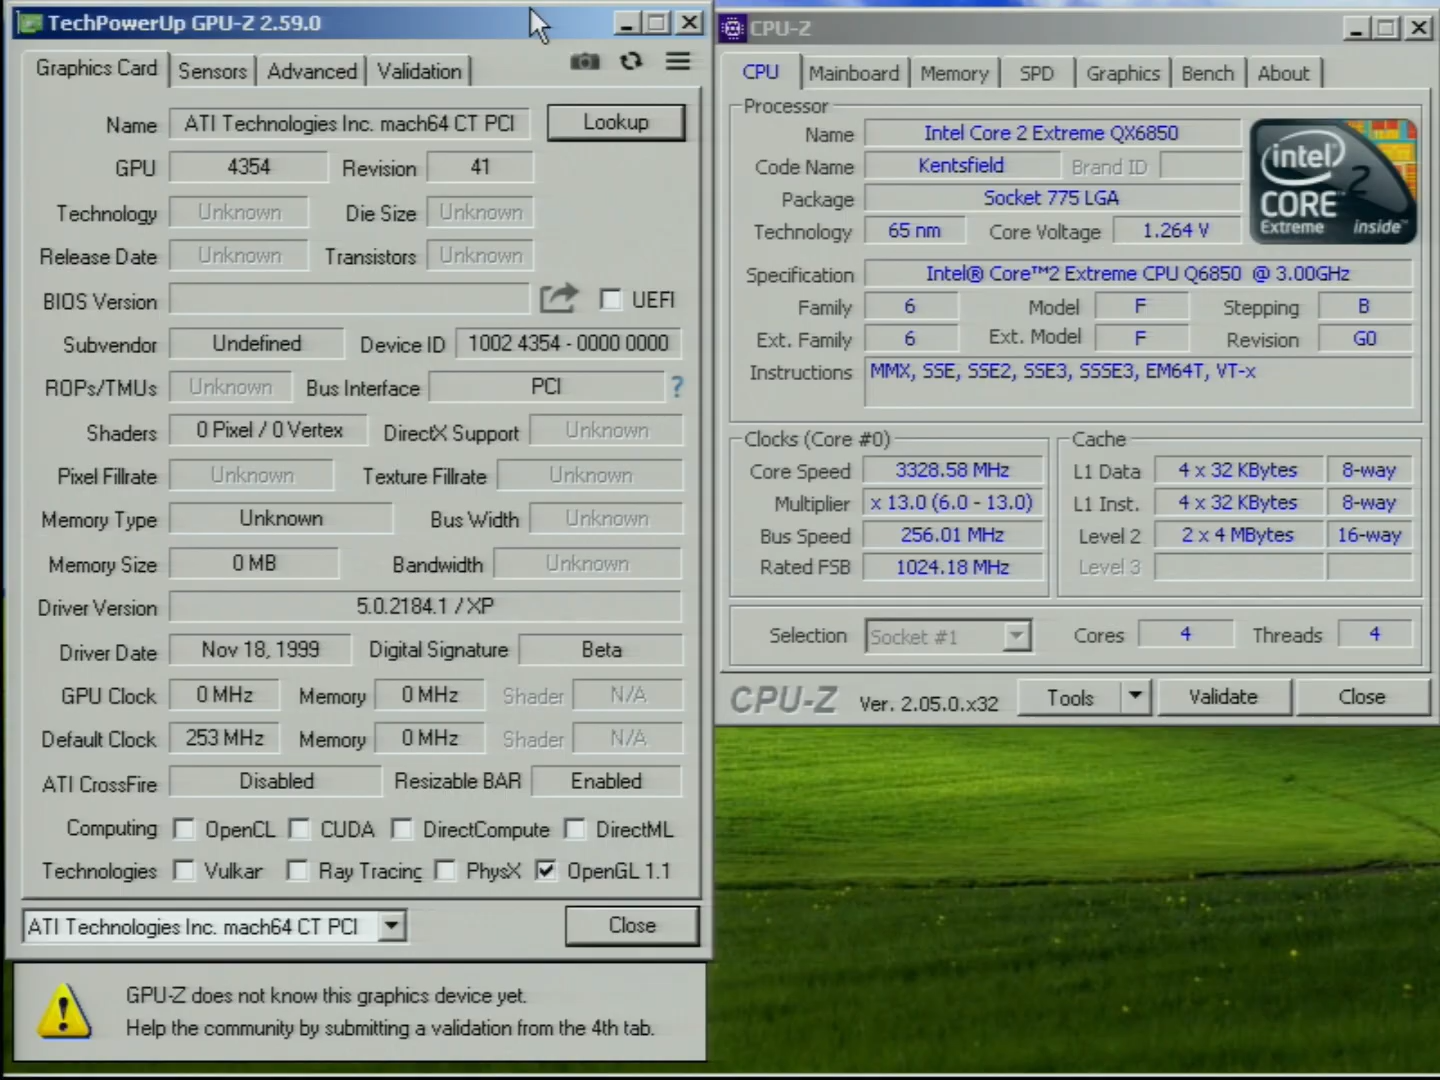 TechPowerUp GPU-Z 2.59.0
Graphics Card Sensors Advanced Validation
Name ATI Technologies Inc. mach64 CT PCI Lookup
GPU 4354 Revision 41
Technology Unknown Die Size Unknown
Release Date Unknown Transistors Unknown
BIOS Version UEFI
Subvendor Undefined Device ID 1002 4354 - 0000 0000
ROPs/TMUs Unknown Bus Interface PCI ?
Shaders 0 Pixel / 0 Vertex DirectX Support Unknown
Pixel Fillrate Unknown Texture Fillrate Unknown
Memory Type Unknown Bus Width Unknown
Memory Size 0 MB Bandwidth Unknown
Driver Version 5.0.2184.1 / XP
Driver Date Nov 18, 1999 Digital Signature Beta
GPU Clock 0 MHz Memory 0 MHz Shader N/A
Default Clock 253 MHz Memory 0 MHz Shader N/A
ATI CrossFire Disabled Resizable BAR Enabled
Computing OpenCL CUDA DirectCompute DirectML
Technologies Vulkar Ray Tracing PhysX OpenGL 1.1
ATI Technologies Inc. mach64 CT PCI Close
GPU-Z does not know this graphics device yet.
Help the community by submitting a validation from the 4th tab.
CPU-Z
CPU Mainboard Memory SPD Graphics Bench About
Processor
Name Intel Core 2 Extreme QX6850
Code Name Kentsfield Brand ID
Package Socket 775 LGA
Technology 65 nm Core Voltage 1.264 V
intel
CORE 2
Extreme inside™
Specification Intel® Core™2 Extreme CPU Q6850 @ 3.00GHz
Family 6 Model F Stepping B
Ext. Family 6 Ext. Model F Revision G0
Instructions MMX, SSE, SSE2, SSE3, SSSE3, EM64T, VT-x
Clocks (Core #0)
Core Speed 3328.58 MHz
Multiplier x 13.0 (6.0 - 13.0)
Bus Speed 256.01 MHz
Rated FSB 1024.18 MHz
Cache
L1 Data 4 x 32 KBytes 8-way
L1 Inst. 4 x 32 KBytes 8-way
Level 2 2 x 4 MBytes 16-way
Level 3
Selection Socket #1 Cores 4 Threads 4
CPU-Z Ver. 2.05.0.x32 Tools Validate Close